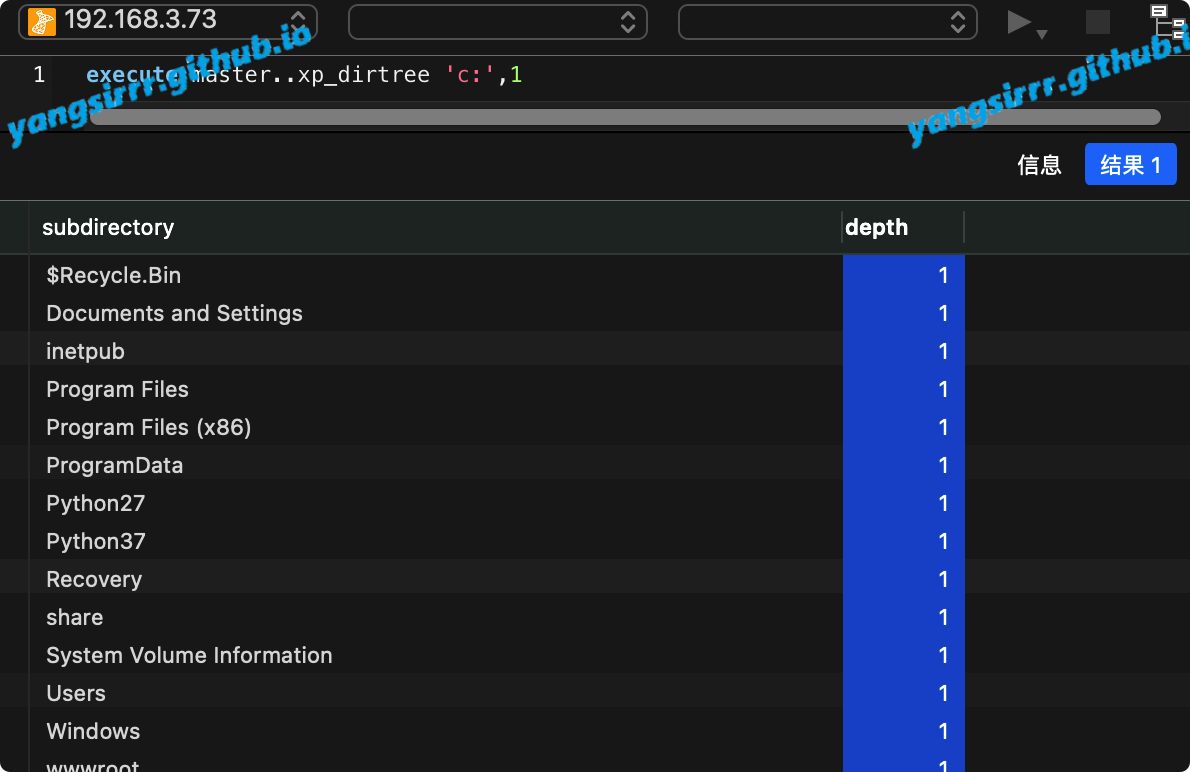 192.168.3.73
1 execute master..xp_dirtree 'c:',1
yangsirrr.github.io
yangsirrr.github.io
信息 结果 1
subdirectory depth
$Recycle.Bin 1
Documents and Settings 1
inetpub 1
Program Files 1
Program Files (x86) 1
ProgramData 1
Python27 1
Python37 1
Recovery 1
share 1
System Volume Information 1
Users 1
Windows 1
wwwroot 1